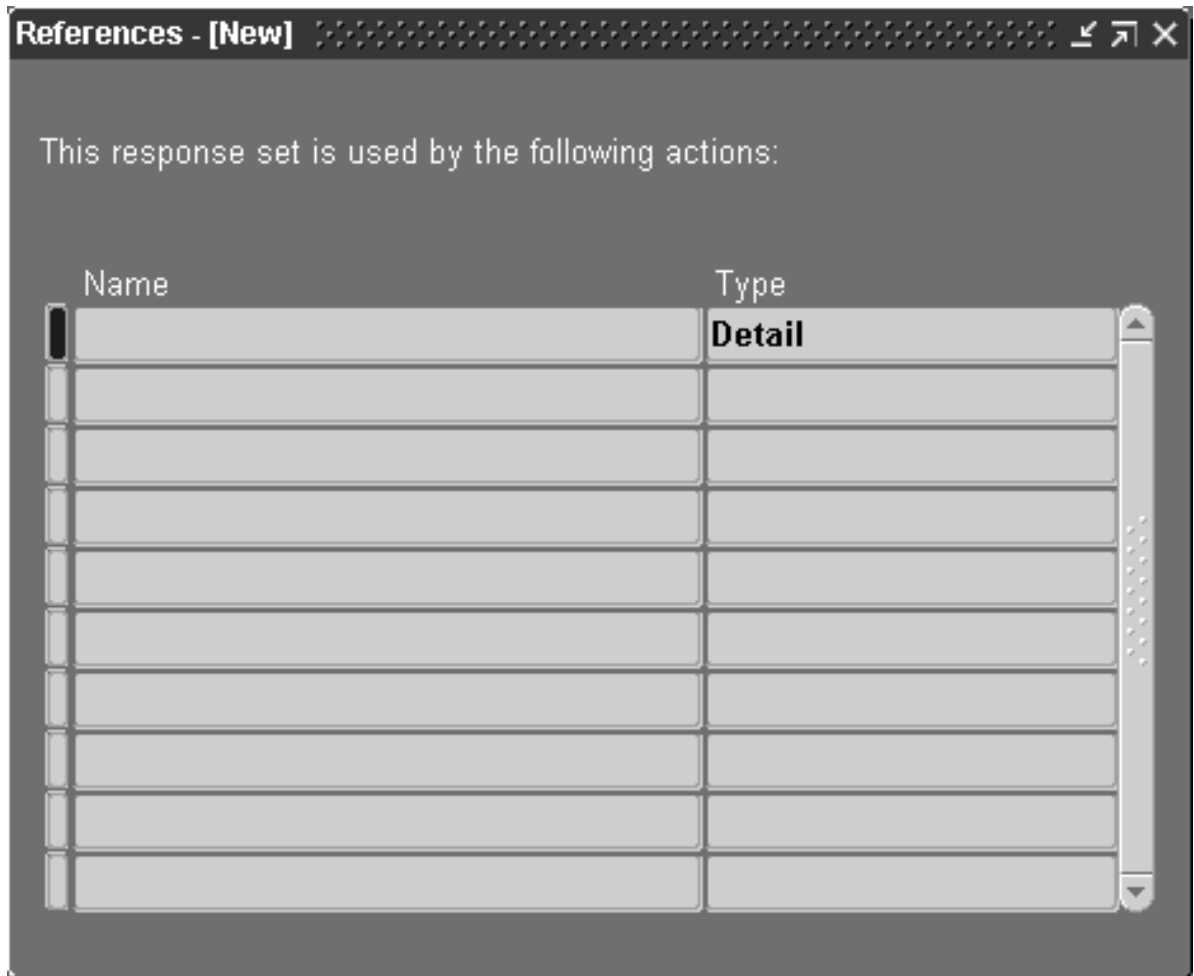 References - [New]
This response set is used by the following actions:
Name Type
Detail